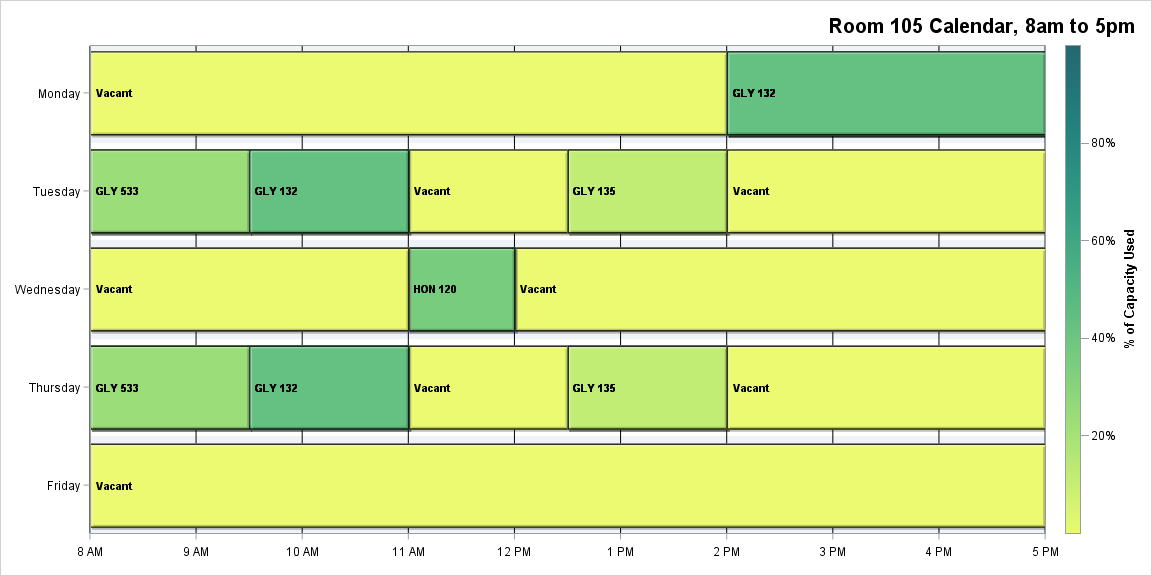 Room 105 Calendar, 8am to 5pm
Monday
Vacant
GLY 132
Tuesday
GLY 533
GLY 132
Vacant
GLY 135
Vacant
Wednesday
Vacant
HON 120
Vacant
Thursday
GLY 533
GLY 132
Vacant
GLY 135
Vacant
Friday
Vacant
8 AM
9 AM
10 AM
11 AM
12 PM
1 PM
2 PM
3 PM
4 PM
5 PM
80%
60%
40%
20%
% of Capacity Used